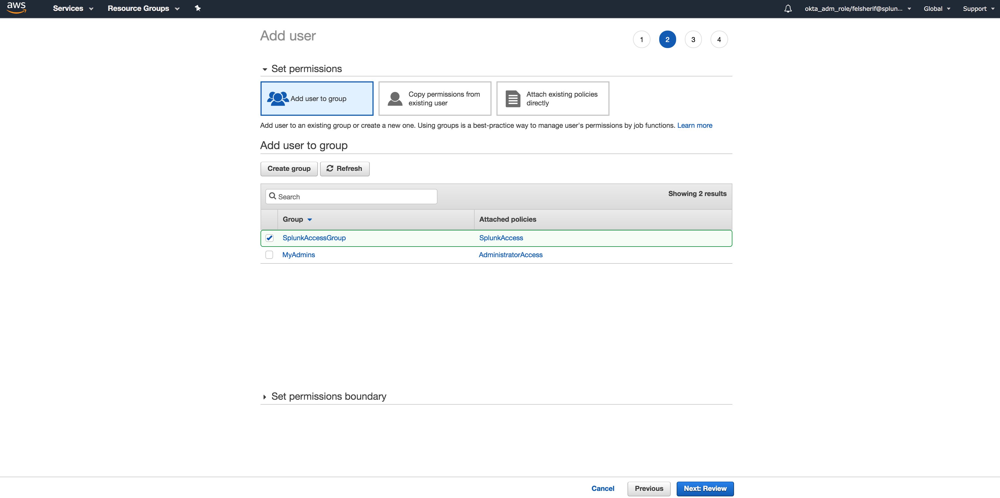 aws
Services
Resource Groups
okta_adm_role/felsherif@splun...
Global
Support
Add user
1
2
3
4
Set permissions
Add user to group
Copy permissions from
existing user
Attach existing policies
directly
Add user to an existing group or create a new one. Using groups is a best-practice way to manage user's permissions by job functions. Learn more
Add user to group
Create group
Refresh
Search
Showing 2 results
Group
Attached policies
SplunkAccessGroup
SplunkAccess
MyAdmins
AdministratorAccess
Set permissions boundary
Cancel
Previous
Next: Review